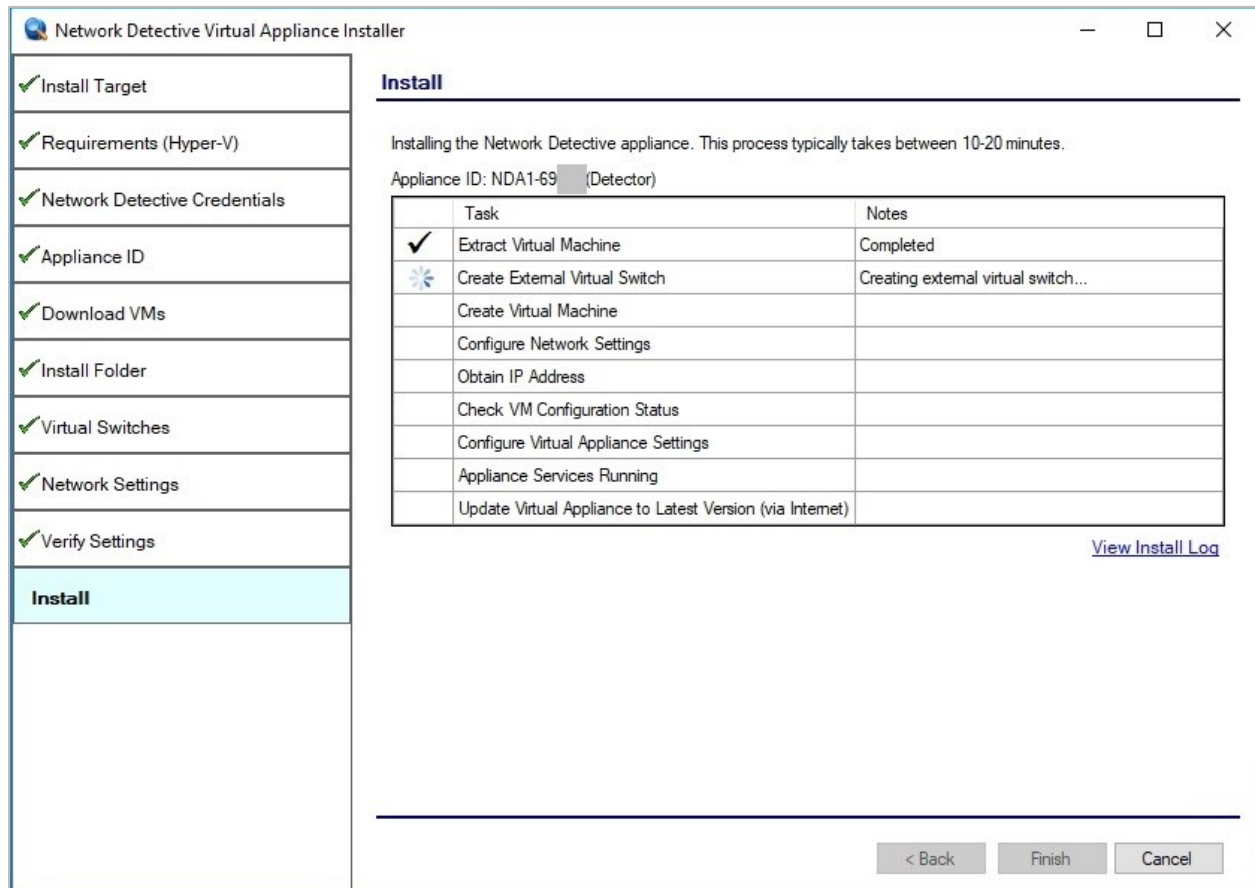 Network Detective Virtual Appliance Installer
Install Target
Requirements (Hyper-V)
Network Detective Credentials
Appliance ID
Download VMs
Install Folder
Virtual Switches
Network Settings
Verify Settings
Install
Install
Installing the Network Detective appliance. This process typically takes between 10-20 minutes.
Appliance ID: NDA1-69 (Detector)
Task Notes
Extract Virtual Machine Completed
Create External Virtual Switch Creating external virtual switch...
Create Virtual Machine
Configure Network Settings
Obtain IP Address
Check VM Configuration Status
Configure Virtual Appliance Settings
Appliance Services Running
Update Virtual Appliance to Latest Version (via Internet)
View Install Log
< Back Finish Cancel